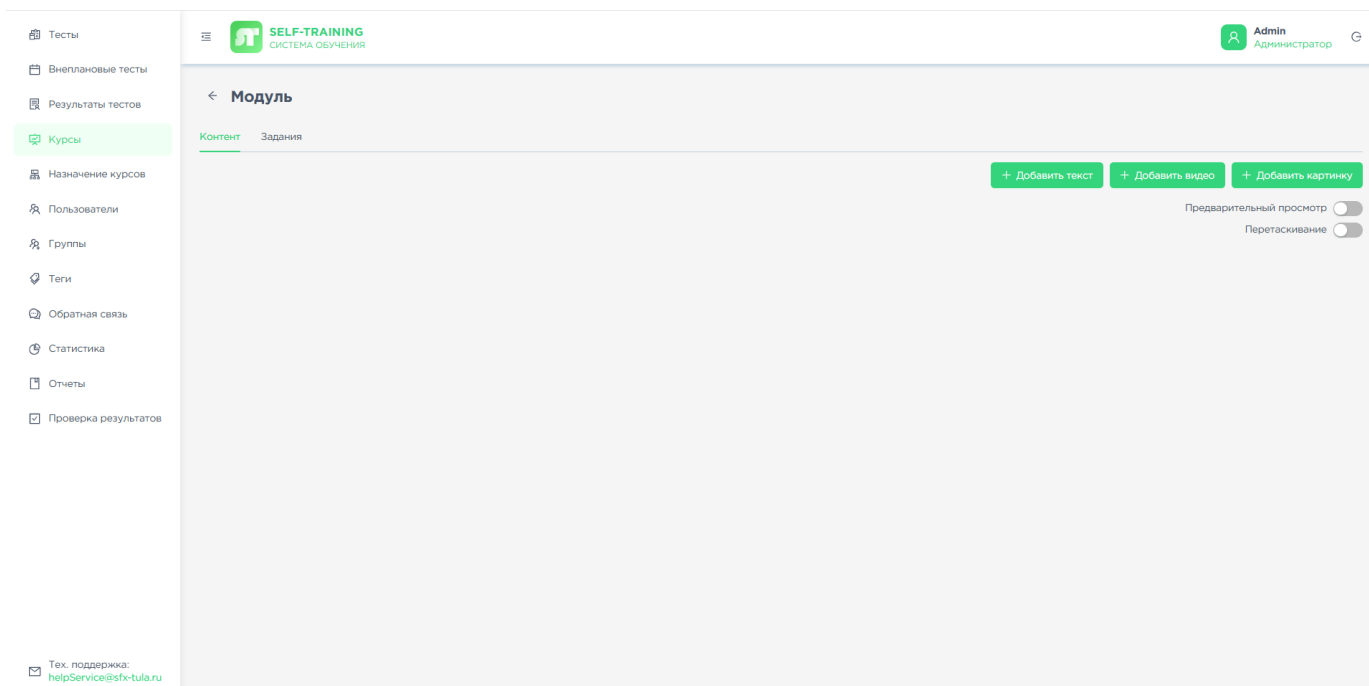 Тесты
Внеплановые тесты
Результаты тестов
Курсы
Назначение курсов
Пользователи
Группы
Теги
Обратная связь
Статистика
Отчеты
Проверка результатов
Тех. поддержка:
helpService@sfx-tula.ru
ST
SELF-TRAINING
СИСТЕМА ОБУЧЕНИЯ
Admin
Администратор
Модуль
Контент Задания
+ Добавить текст + Добавить видео + Добавить картинку
Предварительный просмотр
Перетаскивание